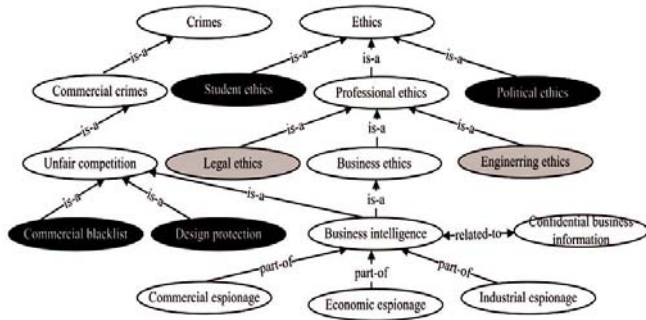 Crimes
Ethics
is-a
is-a
is-a
is-a
Commercial crimes
Student ethics
Professional ethics
Political ethics
is-a
is-a
is-a
is-a
Unfair competition
Legal ethics
Business ethics
Enginerring ethics
is-a
is-a
is-a
is-a
Commercial blacklist
Design protection
Business intelligence
related-to
Confidential business
information
part-of
part-of
part-of
Commercial espionage
Economic espionage
Industrial espionage